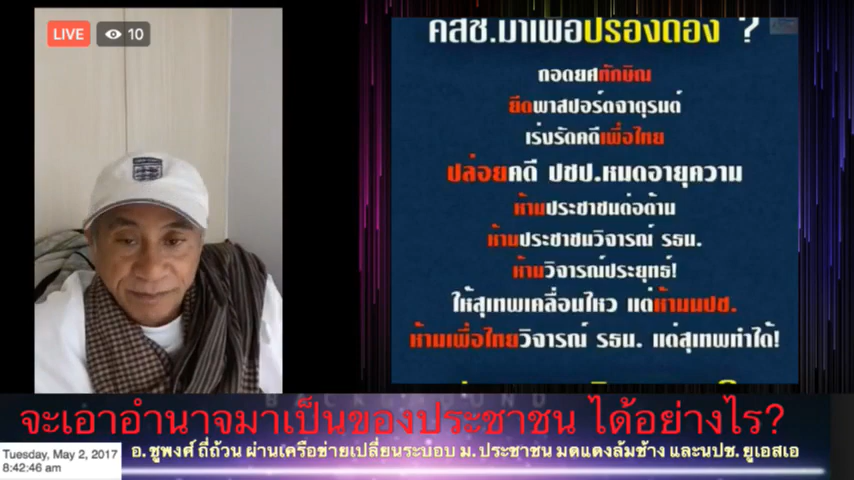 LIVE 10
คสช.มาเพื่อปรองดอง ?
ถอดยศทักษิณ
ยึดพาสปอร์ตจาตุรนต์
เร่งรัดคดีเพื่อไทย
ปล่อยคดี ปชป.หมดอายุความ
ห้ามประชาชนต่อต้าน
ห้ามประชาชนวิจารณ์ รธน.
ห้ามวิจารณ์ประยุทธ์!
ให้สุเทพเคลื่อนไหว แต่ห้ามนปช.
ห้ามเพื่อไทยวิจารณ์ รธน. แต่สุเทพทำได้!
จะเอาอำนาจมาเป็นของประชาชน ได้อย่างไร?
อ. ชูพงศ์ ถี่ถ้วน ผ่านเครือข่ายเปลี่ยนระบอบ ม. ประชาชน มดแดงล้มช้าง และนปช. ยูเอสเอ
Tuesday, May 2, 2017
8:42:46 am